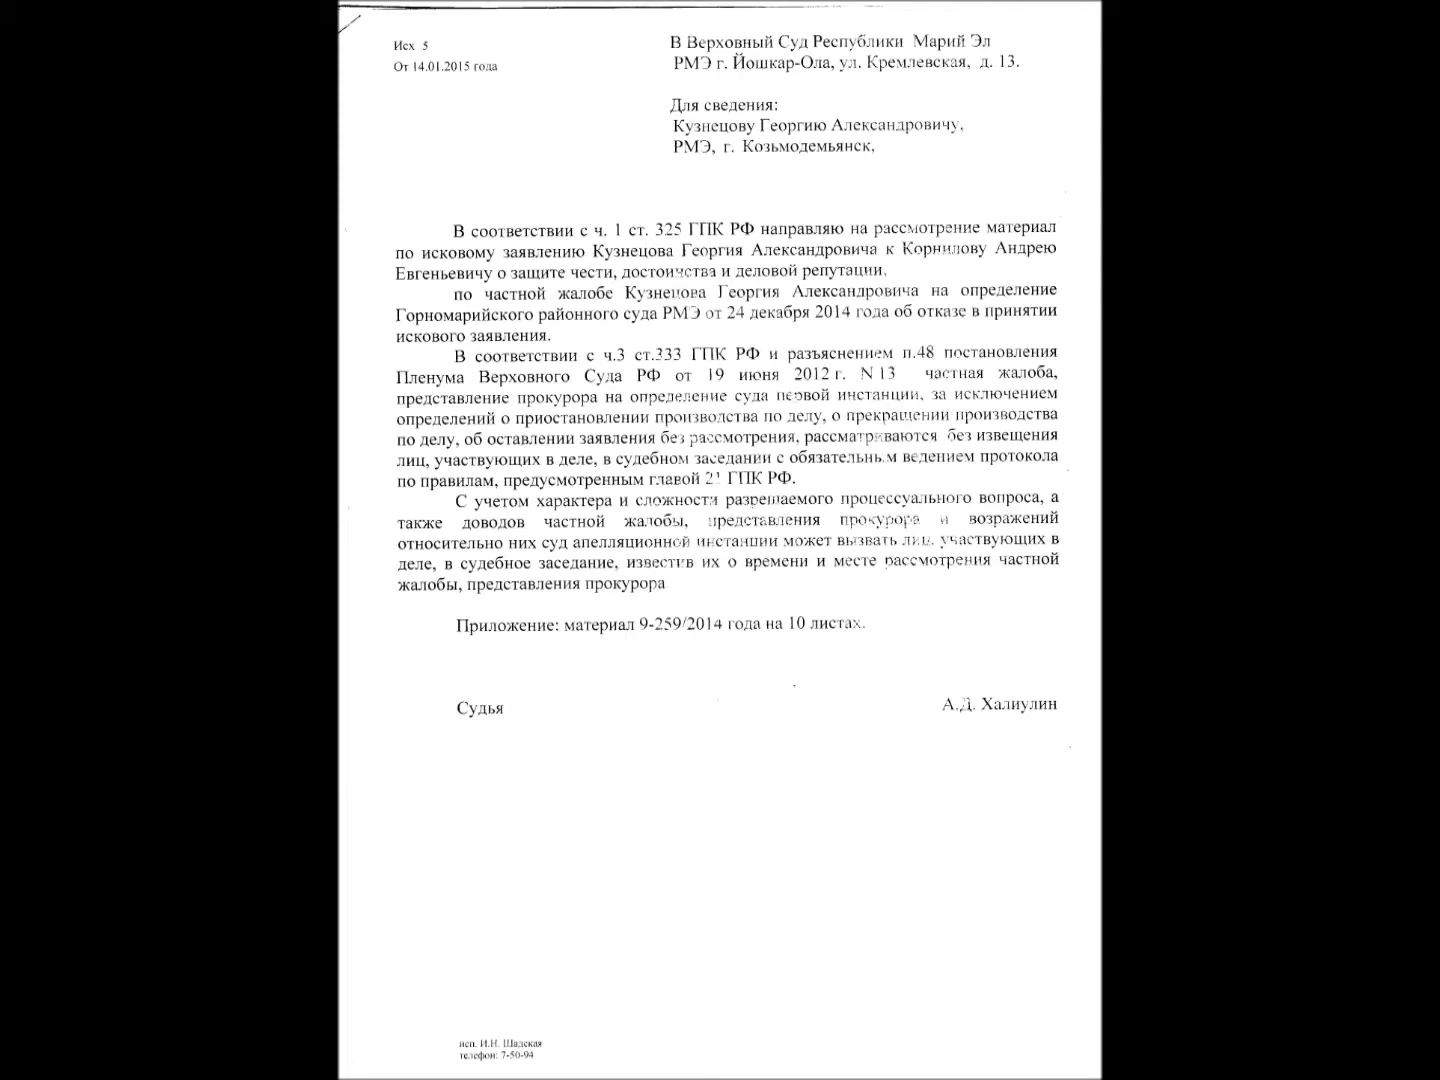 Исх 5
От 14.01.2015 года
В Верховный Суд Республики Марий Эл
РМЭ г. Йошкар-Ола, ул. Кремлевская, д. 13.
Для сведения:
Кузнецову Георгию Александровичу,
РМЭ, г. Козьмодемьянск,
В соответствии с ч. 1 ст. 325 ГПК РФ направляю на рассмотрение материал
по исковому заявлению Кузнецова Георгия Александровича к Корнилову Андрею
Евгеньевичу о защите чести, достоинства и деловой репутации,
по частной жалобе Кузнецова Георгия Александровича на определение
Горномарийского районного суда РМЭ от 24 декабря 2014 года об отказе в принятии
искового заявления.
В соответствии с ч.3 ст.333 ГПК РФ и разъяснением п.48 постановления
Пленума Верховного Суда РФ от 19 июня 2012 г. N 13 частная жалоба,
представление прокурора на определение суда первой инстанции, за исключением
определений о приостановлении производства по делу, о прекращении производства
по делу, об оставлении заявления без рассмотрения, рассматриваются без извещения
лиц, участвующих в деле, в судебном заседании с обязательным ведением протокола
по правилам, предусмотренным главой 21 ГПК РФ.
С учетом характера и сложности разрешаемого процессуального вопроса, а
также доводов частной жалобы, представления прокурора и возражений
относительно них суд апелляционной инстанции может вызвать лиц, участвующих в
деле, в судебное заседание, известив их о времени и месте рассмотрения частной
жалобы, представления прокурора
Приложение: материал 9-259/2014 года на 10 листах.
Судья А.Д. Халиулин
исп. И.Н. Шадская
телефон: 7-50-94